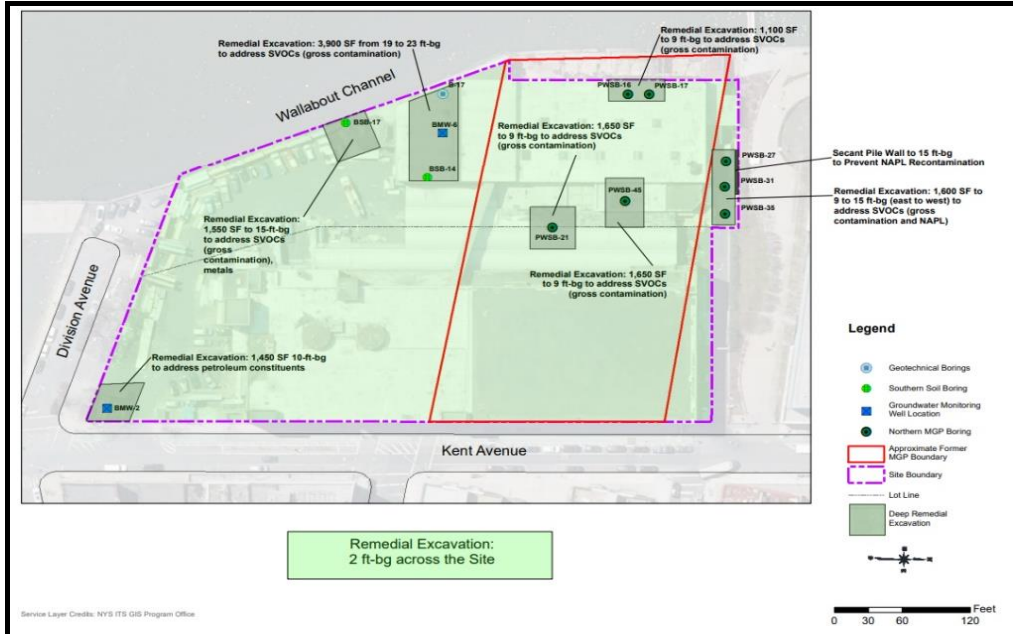 Remedial Excavation: 3,900 SF from 19 to 23 ft-bg
to address SVOCs (gross contamination)
Remedial Excavation: 1,100 SF
to 9 ft-bg to address SVOCs
(gross contamination)
Wallabout Channel
PWSB-16
PWSB-17
BSB-17
BMW-6
BSB-14
Remedial Excavation: 1,650 SF
to 9 ft-bg to address SVOCs
(gross contamination)
PWSB-27
PWSB-31
PWSB-35
Secant Pile Wall to 15 ft-bg
to Prevent NAPL Recontamination
Remedial Excavation: 1,600 SF to
9 to 15 ft-bg (east to west) to
address SVOCs (gross
contamination and NAPL)
PWSB-45
PWSB-21
Remedial Excavation:
1,550 SF to 15-ft-bg
to address SVOCs
(gross
contamination),
metals
Remedial Excavation: 1,650 SF
to 9 ft-bg to address SVOCs
(gross contamination)
Division Avenue
Remedial Excavation: 1,450 SF 10-ft-bg
to address petroleum constituents
BMW-2
Kent Avenue
Legend
Geotechnical Borings
Southern Soil Boring
Groundwater Monitoring
Well Location
Northern MGP Boring
Approximate Former
MGP Boundary
Site Boundary
Lot Line
Deep Remedial
Excavation
Remedial Excavation:
2 ft-bg across the Site
Service Layer Credits: NYS ITS GIS Program Office
Feet
0 30 60 120